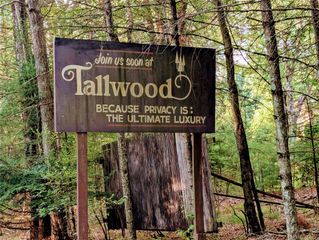 Join us soon at
Tallwood
BECAUSE PRIVACY IS
THE ULTIMATE LUXURY